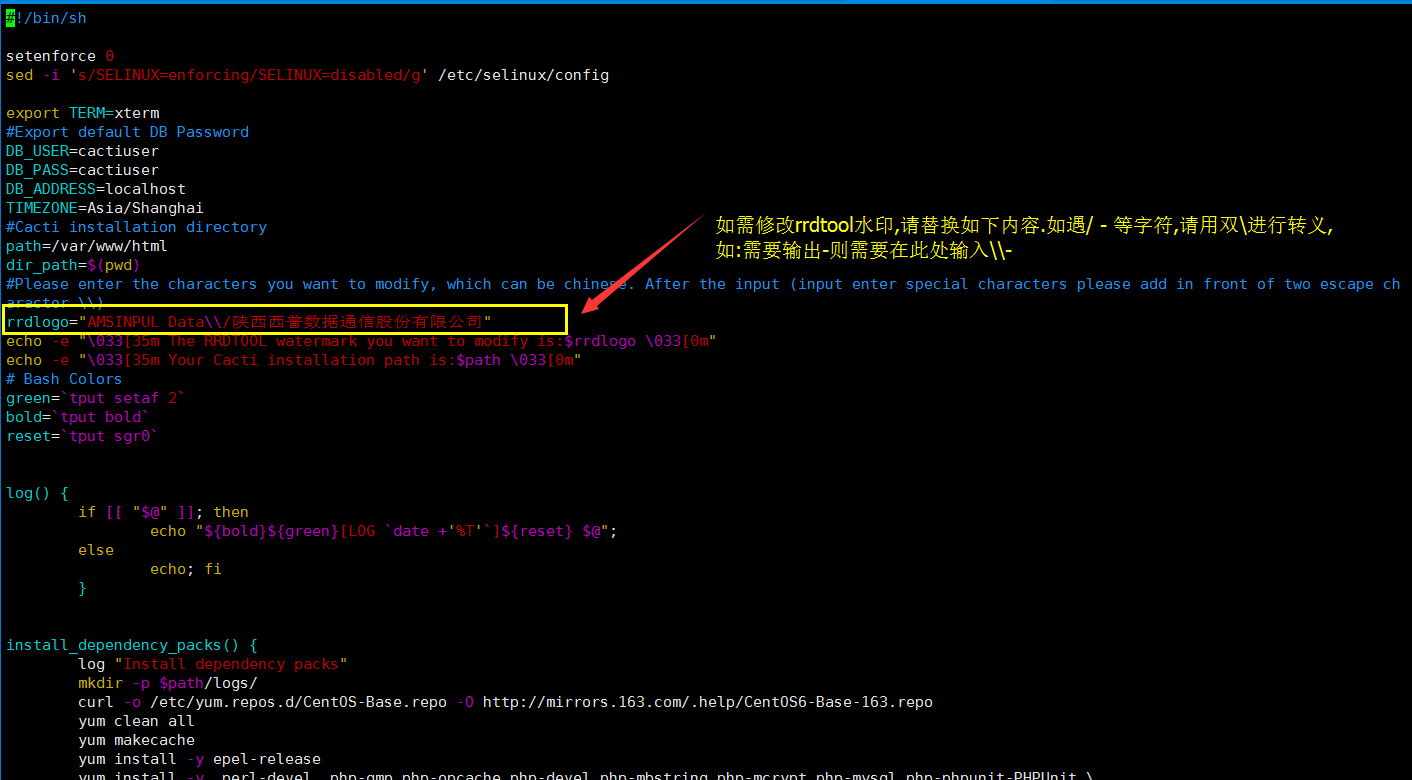 #!/bin/sh
setenforce 0
sed -i 's/SELINUX=enforcing/SELINUX=disabled/g' /etc/selinux/config
export TERM=xterm
#Export default DB Password
DB_USER=cactiuser
DB_PASS=cactiuser
DB_ADDRESS=localhost
TIMEZONE=Asia/Shanghai
#Cacti installation directory
path=/var/www/html
dir_path=$(pwd)
如需修改rrdtool水印,请替换如下内容.如遇/ - 等字符,请用双\进行转义,
如:需要输出-则需要在此处输入\\-
#Please enter the characters you want to modify, which can be chinese. After the input (input enter special characters please add in front of two escape ch
aractor \\)
rrdlogo="AMSINPUL Data\\/陕西西普数据通信股份有限公司"
echo -e "\033[35m The RRDTOOL watermark you want to modify is:$rrdlogo \033[0m"
echo -e "\033[35m Your Cacti installation path is:$path \033[0m"
# Bash Colors
green=`tput setaf 2`
bold=`tput bold`
reset=`tput sgr0`
log() {
if [[ "$@" ]]; then
echo "${bold}${green}[LOG `date +'%T'`]${reset} $@";
else
echo; fi
}
install_dependency_packs() {
log "Install dependency packs"
mkdir -p $path/logs/
curl -o /etc/yum.repos.d/CentOS-Base.repo -O http://mirrors.163.com/.help/CentOS6-Base-163.repo
yum clean all
yum makecache
yum install -y epel-release
yum install -y perl-devel php-gmp php-opcache php-devel php-mbstring php-mcrypt php-mysql php-phpunit-PHPUnit \